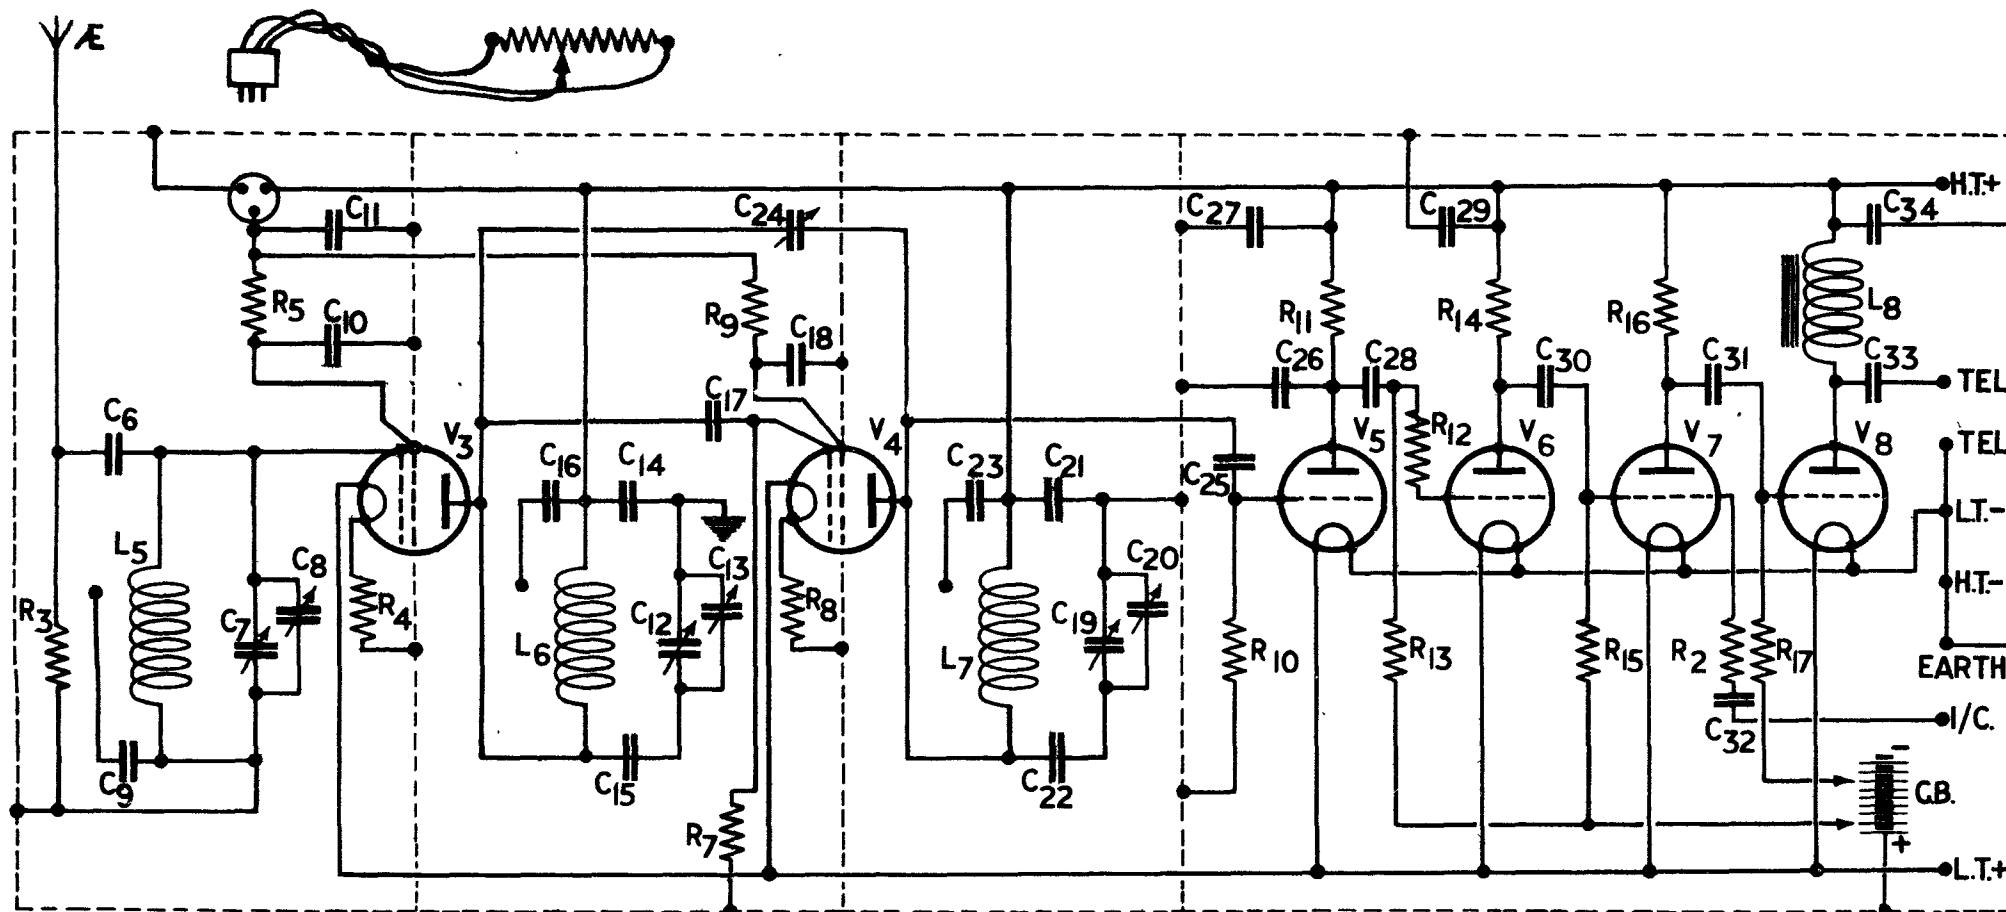 Æ
H.T.+
C11
C24
C27
C29
C34
R5
C10
R9
C18
R11
R14
R16
L8
C26
C28
C30
C31
C33
TEL
C6
V3
C17
V4
V5
R12
V6
V7
V8
TEL
C16
C14
C23
C21
C25
L.T.-
L5
C8
C13
C20
H.T.-
R3
C7
R4
L6
C12
R8
L7
C19
R10
R13
R15
R2
R17
EARTH
I/C.
C32
C9
C15
C22
-
G.B.
R7
+
L.T.+